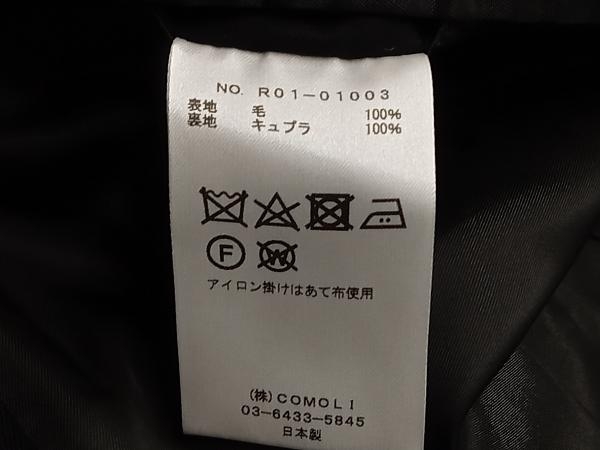 NO. R01-01003
表地 毛 100%
裏地 キュプラ 100%
F W
アイロン掛けはあて布使用
(株)COMOLI
03-6433-5845
日本製